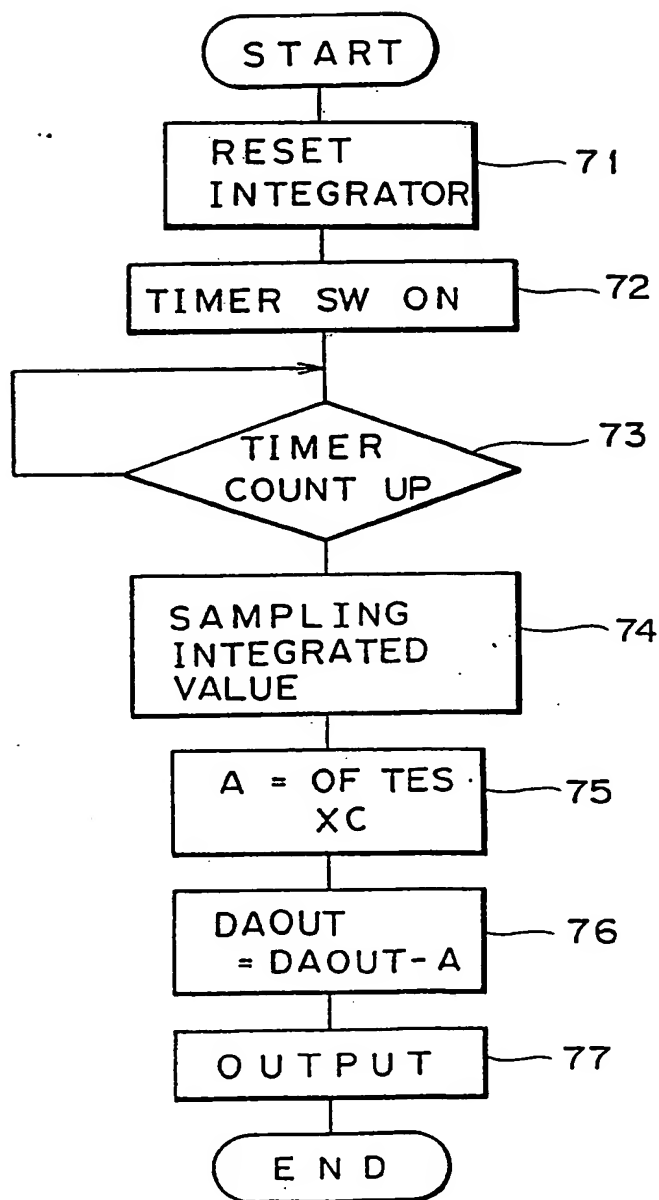 START
RESET
INTEGRATOR
71
TIMER SW ON
72
TIMER
COUNT UP
73
SAMPLING
INTEGRATED
VALUE
74
A = OF TES
XC
75
DAOUT
= DAOUT-A
76
OUTPUT
77
END